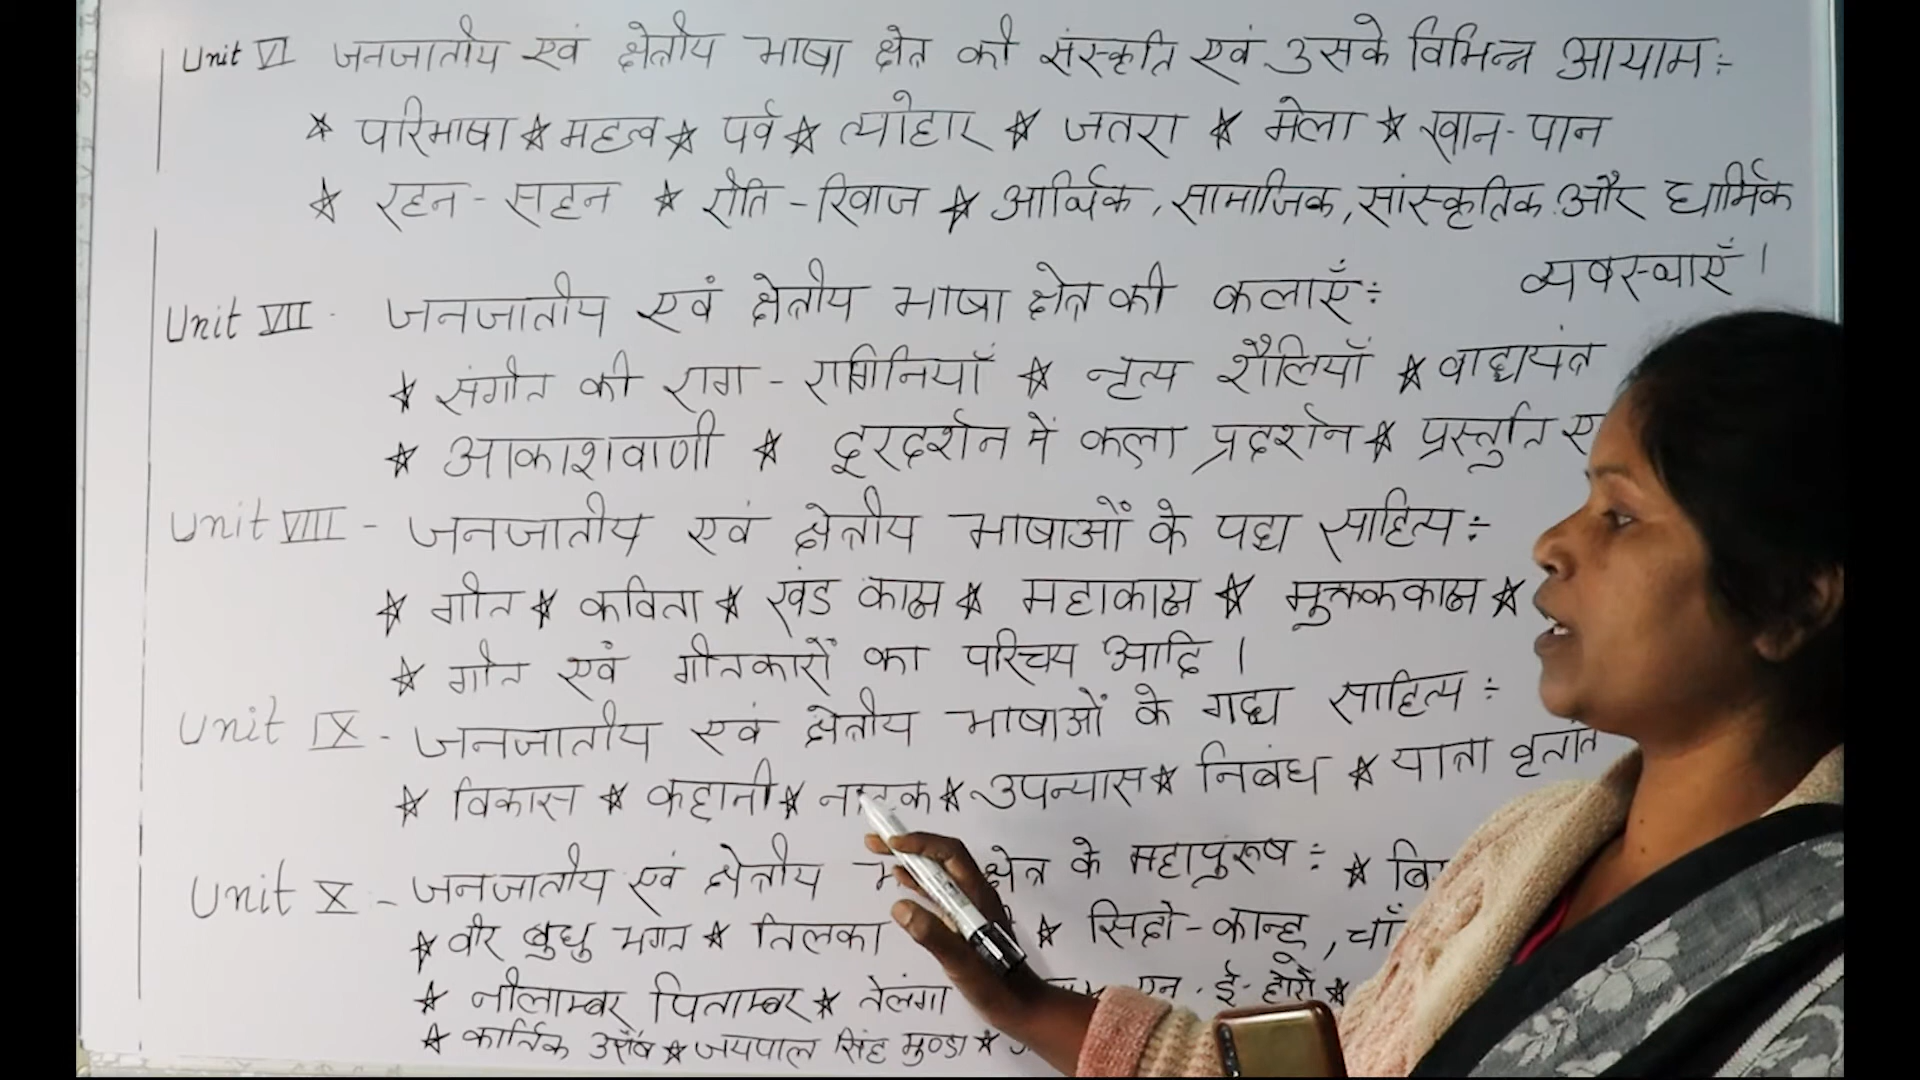 Unit VI जनजातीय एवं क्षेत्रीय भाषा क्षेत्र की संस्कृति एवं उसके विभिन्न आयाम :-
★ परिभाषा ★ महत्व ★ पर्व ★ त्योहार ★ जतरा ★ मेला ★ खान-पान
★ रहन-सहन ★ रीति-रिवाज ★ आर्थिक, सामाजिक, सांस्कृतिक और धार्मिक
व्यवस्थाएँ ।
Unit VII - जनजातीय एवं क्षेत्रीय भाषा क्षेत्र की कलाएँ :-
★ संगीत की राग-रागिनियाँ ★ नृत्य शैलियाँ ★ वाद्ययंत्र
★ आकाशवाणी ★ दूरदर्शन में कला प्रदर्शन ★ प्रस्तुति
Unit VIII - जनजातीय एवं क्षेत्रीय भाषाओं के पद्य साहित्य :-
★ गीत ★ कविता ★ खंड काव्य ★ महाकाव्य ★ मुक्तककाव्य ★
★ गीत एवं गीतकारों का परिचय आदि ।
Unit IX - जनजातीय एवं क्षेत्रीय भाषाओं के गद्य साहित्य :-
★ विकास ★ कहानी ★ नाटक ★ उपन्यास ★ निबंध ★ यात्रा वृतांत
Unit X - जनजातीय एवं क्षेत्रीय क्षेत्र के महापुरूष :- ★
★ वीर बुधु भगत ★ तिलका ★ सिदो-कान्हू,
★ नीलाम्बर पिताम्बर ★ तेलंगा एन. ई. होरो ★
★ कार्तिक उराँव ★ जयपाल सिंह मुण्डा ★